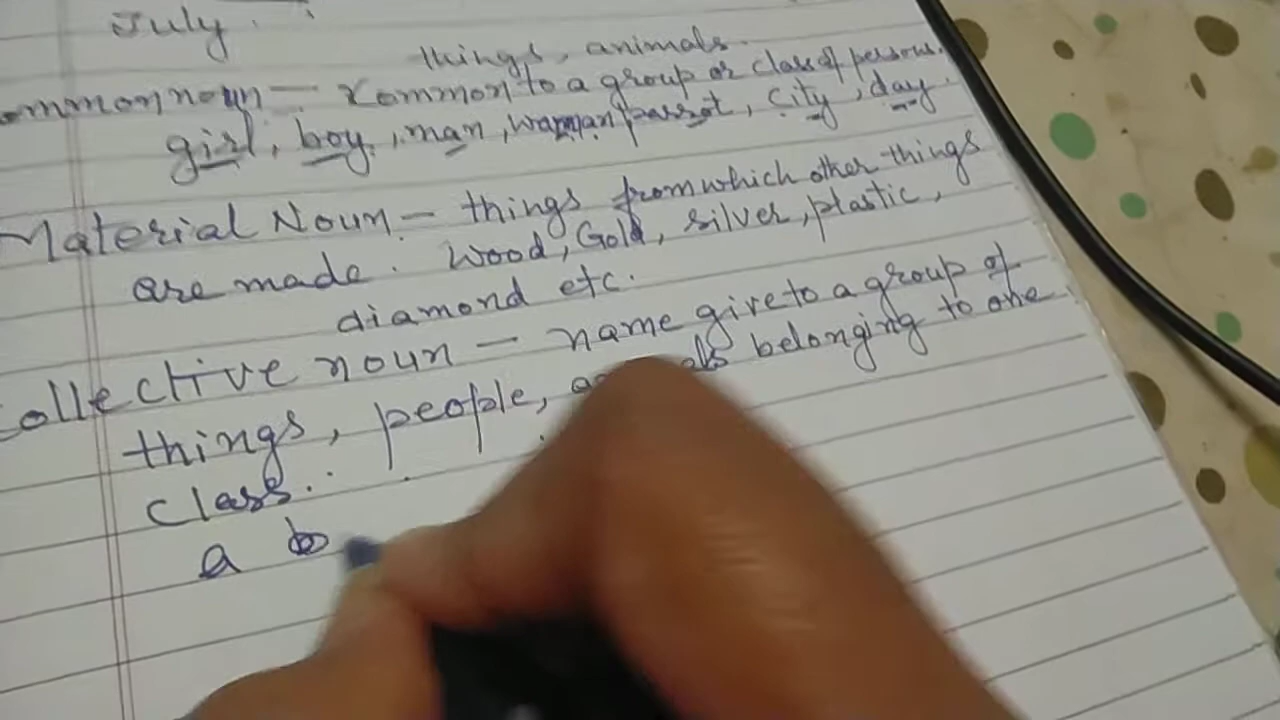 July.
things, animals.
ommon noun — Common to a group or class of persons.
girl, boy, man, woman parrot, city, day.
Material Noun — things from which other things
are made. Wood, Gold, silver, plastic,
diamond etc.
ollective noun — name give to a group of
things, people, belonging to one
class.
a b